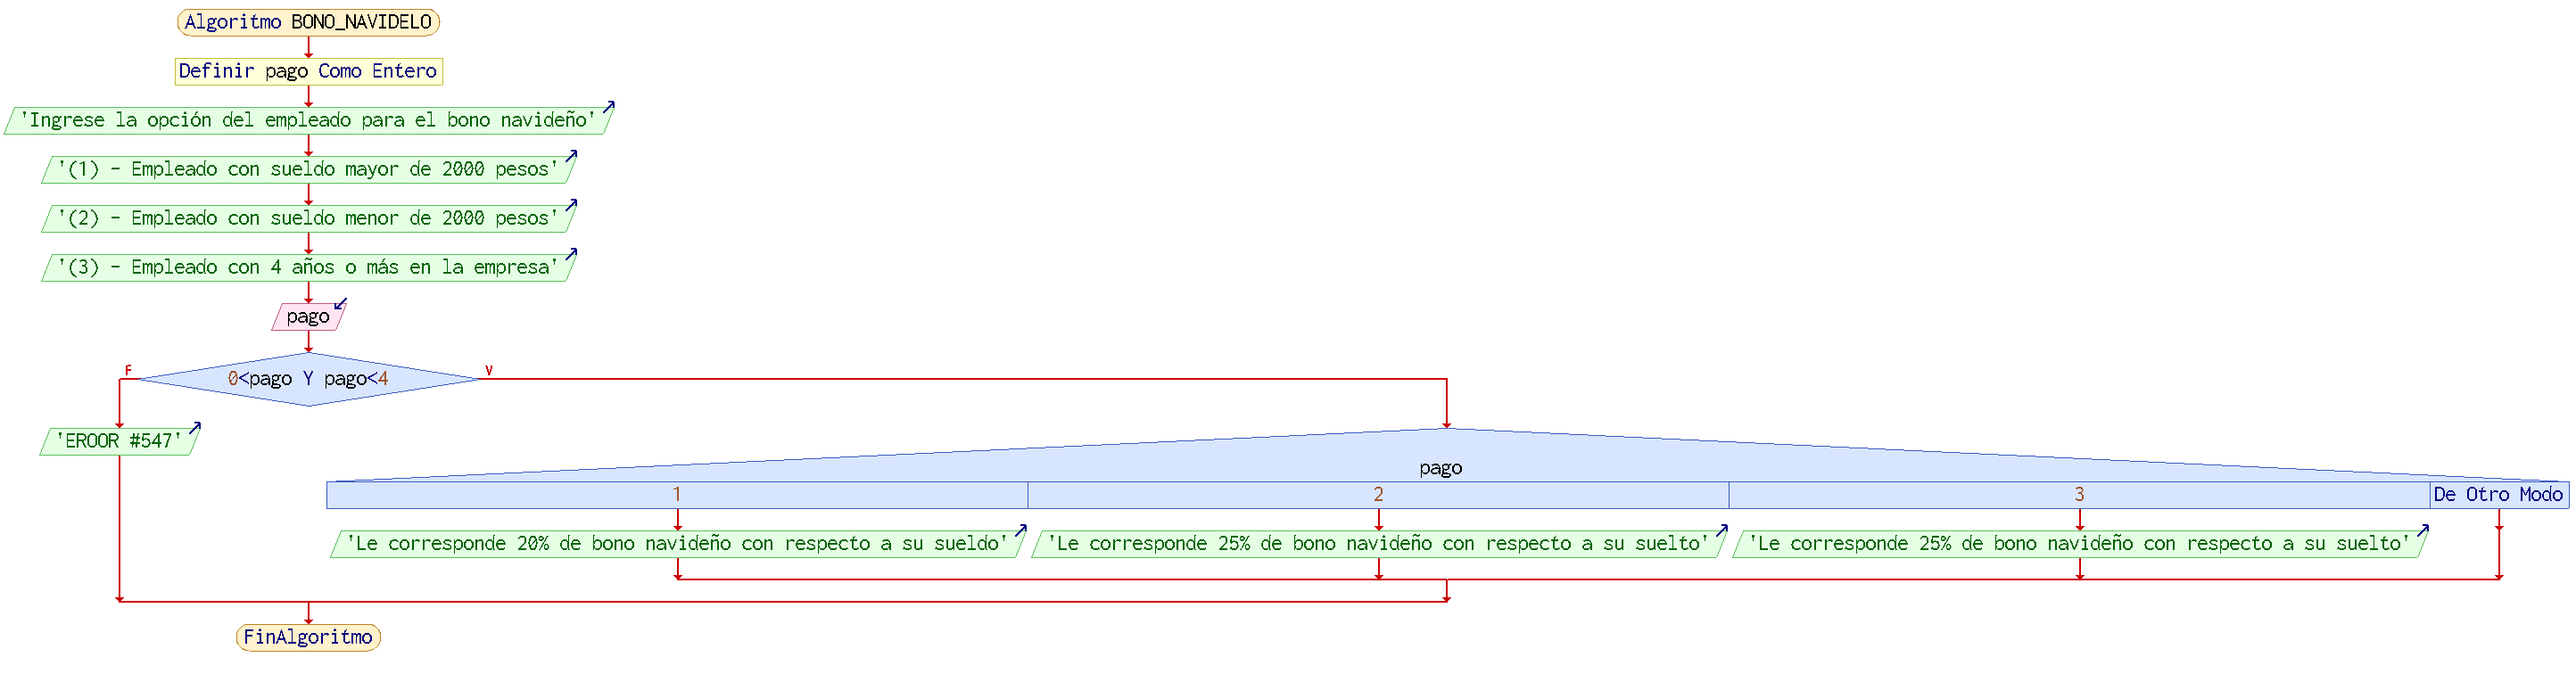 Algoritmo BONO_NAVIDELO
Definir pago Como Entero
'Ingrese la opción del empleado para el bono navideño'
'(1) - Empleado con sueldo mayor de 2000 pesos'
'(2) - Empleado con sueldo menor de 2000 pesos'
'(3) - Empleado con 4 años o más en la empresa'
pago
F
0<pago Y pago<4
V
'EROOR #547'
pago
1
2
3
De Otro Modo
'Le corresponde 20% de bono navideño con respecto a su sueldo'
'Le corresponde 25% de bono navideño con respecto a su suelto'
'Le corresponde 25% de bono navideño con respecto a su suelto'
FinAlgoritmo